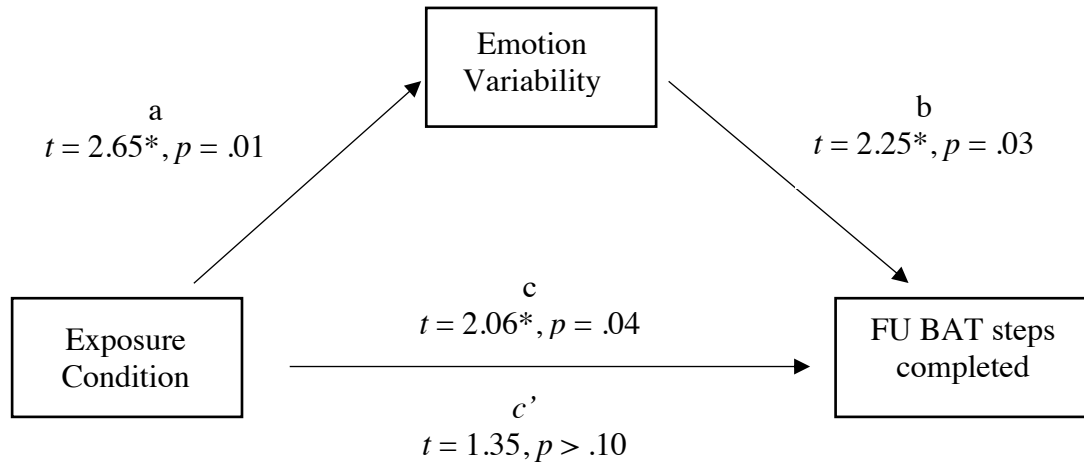 Emotion
Variability
a
t = 2.65*, p = .01
b
t = 2.25*, p = .03
Exposure
Condition
c
t = 2.06*, p = .04
c’
t = 1.35, p > .10
FU BAT steps
completed